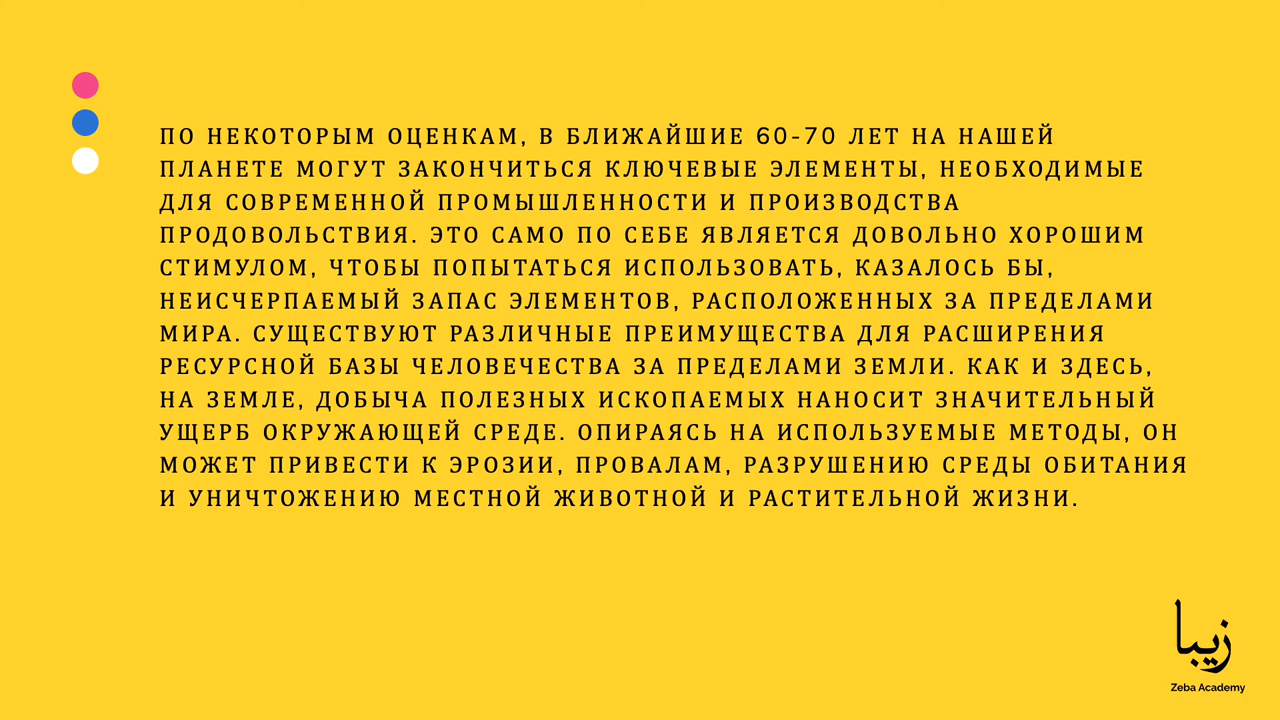 ПО НЕКОТОРЫМ ОЦЕНКАМ, В БЛИЖАЙШИЕ 60-70 ЛЕТ НА НАШЕЙ
ПЛАНЕТЕ МОГУТ ЗАКОНЧИТЬСЯ КЛЮЧЕВЫЕ ЭЛЕМЕНТЫ, НЕОБХОДИМЫЕ
ДЛЯ СОВРЕМЕННОЙ ПРОМЫШЛЕННОСТИ И ПРОИЗВОДСТВА
ПРОДОВОЛЬСТВИЯ. ЭТО САМО ПО СЕБЕ ЯВЛЯЕТСЯ ДОВОЛЬНО ХОРОШИМ
СТИМУЛОМ, ЧТОБЫ ПОПЫТАТЬСЯ ИСПОЛЬЗОВАТЬ, КАЗАЛОСЬ БЫ,
НЕИСЧЕРПАЕМЫЙ ЗАПАС ЭЛЕМЕНТОВ, РАСПОЛОЖЕННЫХ ЗА ПРЕДЕЛАМИ
МИРА. СУЩЕСТВУЮТ РАЗЛИЧНЫЕ ПРЕИМУЩЕСТВА ДЛЯ РАСШИРЕНИЯ
РЕСУРСНОЙ БАЗЫ ЧЕЛОВЕЧЕСТВА ЗА ПРЕДЕЛАМИ ЗЕМЛИ. КАК И ЗДЕСЬ,
НА ЗЕМЛЕ, ДОБЫЧА ПОЛЕЗНЫХ ИСКОПАЕМЫХ НАНОСИТ ЗНАЧИТЕЛЬНЫЙ
УЩЕРБ ОКРУЖАЮЩЕЙ СРЕДЕ. ОПИРАЯСЬ НА ИСПОЛЬЗУЕМЫЕ МЕТОДЫ, ОН
МОЖЕТ ПРИВЕСТИ К ЭРОЗИИ, ПРОВАЛАМ, РАЗРУШЕНИЮ СРЕДЫ ОБИТАНИЯ
И УНИЧТОЖЕНИЮ МЕСТНОЙ ЖИВОТНОЙ И РАСТИТЕЛЬНОЙ ЖИЗНИ.
زیبا
Zeba Academy